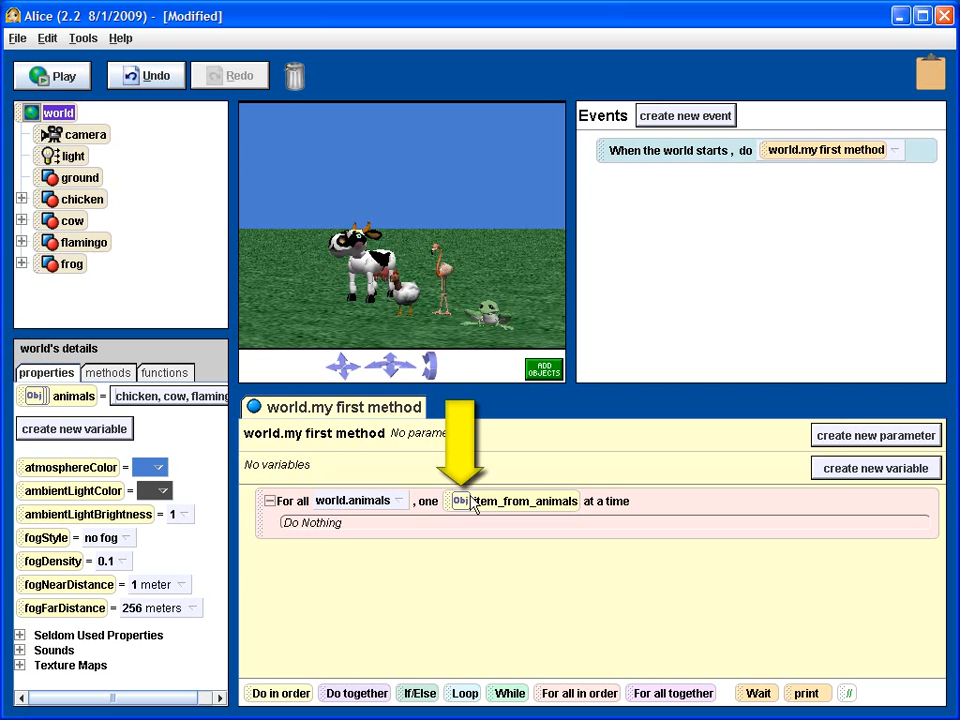 Alice (2.2 8/1/2009) - [Modified]
File Edit Tools Help
Play Undo Redo
world
camera
light
ground
chicken
cow
flamingo
frog
ADD OBJECTS
Events create new event
When the world starts , do world.my first method
world's details
properties methods functions
Obj animals = chicken, cow, flaming
create new variable
atmosphereColor =
ambientLightColor =
ambientLightBrightness = 1
fogStyle = no fog
fogDensity = 0.1
fogNearDistance = 1 meter
fogFarDistance = 256 meters
Seldom Used Properties
Sounds
Texture Maps
world.my first method
world.my first method No parame create new parameter
No variables create new variable
For all world.animals , one Obj item_from_animals at a time
Do Nothing
Do in order Do together If/Else Loop While For all in order For all together Wait print //